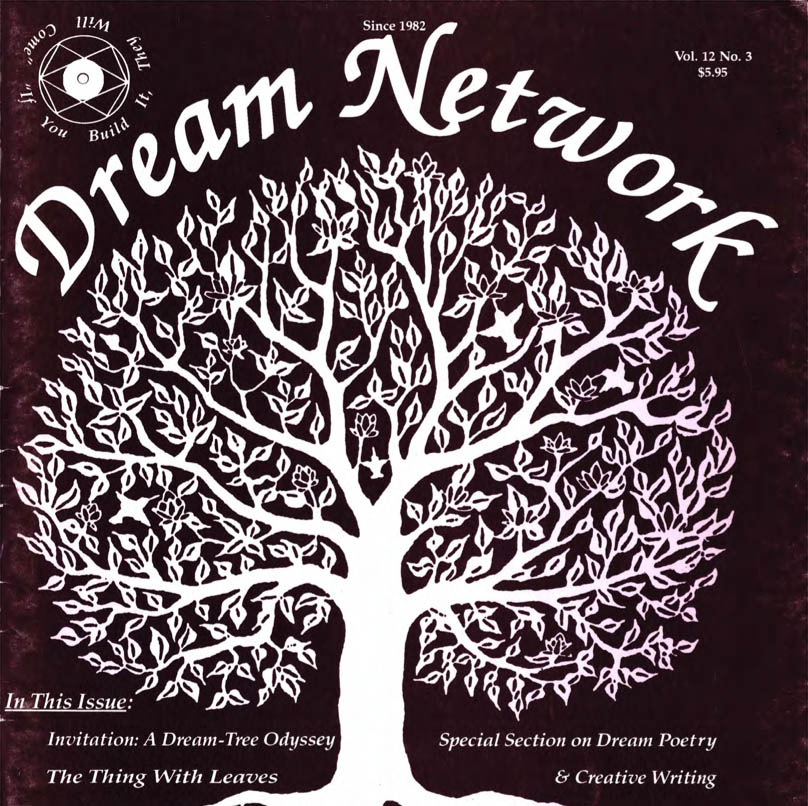 Since 1982
Vol. 12 No. 3
$5.95
"If You Build It, They Will Come"
Dream Network
In This Issue:
Invitation: A Dream-Tree Odyssey
The Thing With Leaves
Special Section on Dream Poetry
& Creative Writing